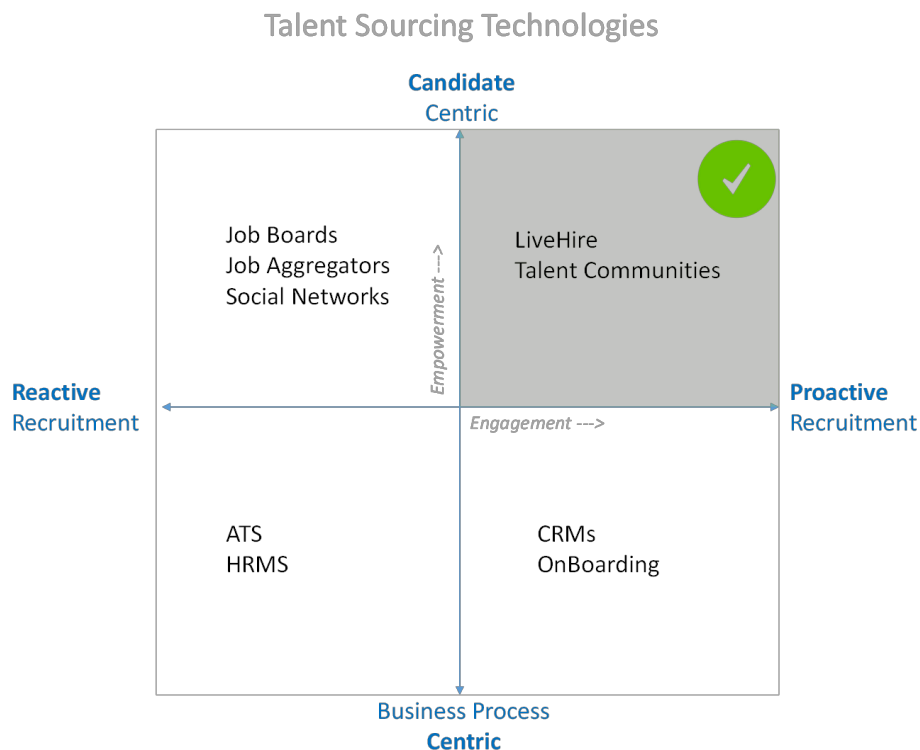 Talent Sourcing Technologies
Candidate
Centric
Job Boards
Job Aggregators
Social Networks
Empowerment --->
LiveHire
Talent Communities
Reactive
Recruitment
Engagement --->
Proactive
Recruitment
ATS
HRMS
CRMs
OnBoarding
Business Process
Centric